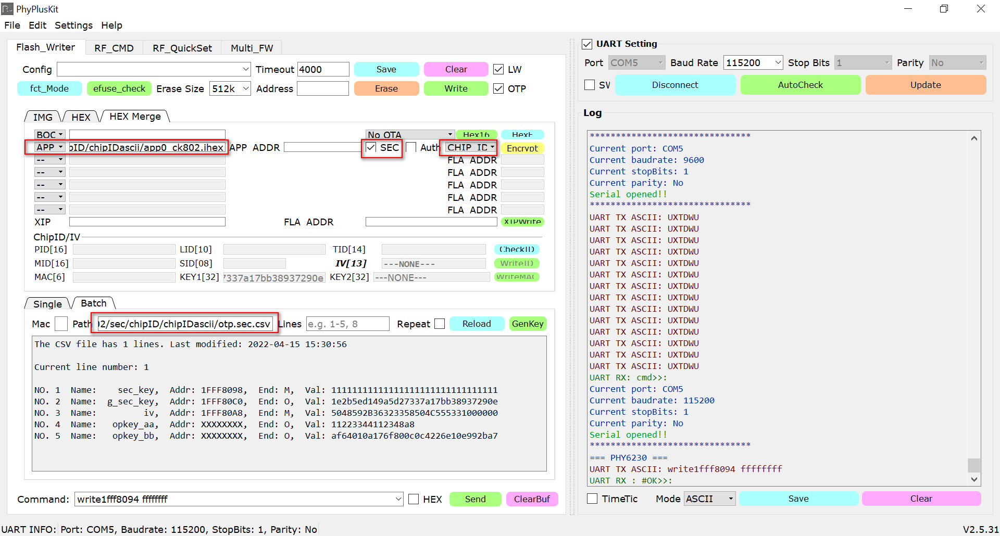 PhyPlusKit
File Edit Settings Help
Flash_Writer RF_CMD RF_QuickSet Multi_FW
Config Timeout 4000 Save Clear LW
fct_Mode efuse_check Erase Size 512k Address Erase Write OTP
IMG HEX HEX Merge
BOC No OTA Hex16 HexF
APP ID/chipIDascii/app0_ck802.ihex APP ADDR SEC Auth CHIP ID Encrypt
-- FLA ADDR
-- FLA ADDR
-- FLA ADDR
-- FLA ADDR
-- FLA ADDR
XIP FLA ADDR XIPWrite
ChipID/IV
PID[16] LID[10] TID[14] CheckID
MID[16] SID[08] IV[13] ---NONE--- WriteID
MAC[6] KEY1[32] 7337a17bb38937290e KEY2[32] ---NONE--- WriteMAC
Single Batch
Mac Path 02/sec/chipID/chipIDascii/otp.sec.csv Lines e.g. 1-5, 8 Repeat Reload GenKey
The CSV file has 1 lines. Last modified: 2022-04-15 15:30:56
Current line number: 1
NO. 1 Name: sec_key, Addr: 1FFF8098, End: M, Val: 11111111111111111111111111111111
NO. 2 Name: g_sec_key, Addr: 1FFF80C0, End: O, Val: 1e2b5ed149a5d27337a17bb38937290e
NO. 3 Name: iv, Addr: 1FFF80A8, End: M, Val: 5048592B36323358504C555331000000
NO. 4 Name: opkey_aa, Addr: XXXXXXXX, End: O, Val: 11223344112348a8
NO. 5 Name: opkey_bb, Addr: XXXXXXXX, End: O, Val: af64010a176f800c0c4226e10e992ba7
Command: write1fff8094 ffffffff HEX Send ClearBuf
UART Setting
Port COM5 Baud Rate 115200 Stop Bits 1 Parity No
SW Disconnect AutoCheck Update
Log
*******************************
Current port: COM5
Current baudrate: 9600
Current stopBits: 1
Current parity: No
Serial opened!!
*******************************
UART TX ASCII: UXTDWU
UART TX ASCII: UXTDWU
UART TX ASCII: UXTDWU
UART TX ASCII: UXTDWU
UART TX ASCII: UXTDWU
UART TX ASCII: UXTDWU
UART TX ASCII: UXTDWU
UART TX ASCII: UXTDWU
UART TX ASCII: UXTDWU
UART TX ASCII: UXTDWU
UART TX ASCII: UXTDWU
UART TX ASCII: UXTDWU
UART TX ASCII: UXTDWU
UART TX ASCII: UXTDWU
UART RX: cmd>>:
Current port: COM5
Current baudrate: 115200
Current stopBits: 1
Current parity: No
Serial opened!!
*******************************
=== PHY6230 ===
UART TX ASCII: write1fff8094 ffffffff
UART RX : #OK>>:
TimeTic Mode ASCII Save Clear
UART INFO: Port: COM5, Baudrate: 115200, StopBits: 1, Parity: No
V2.5.31